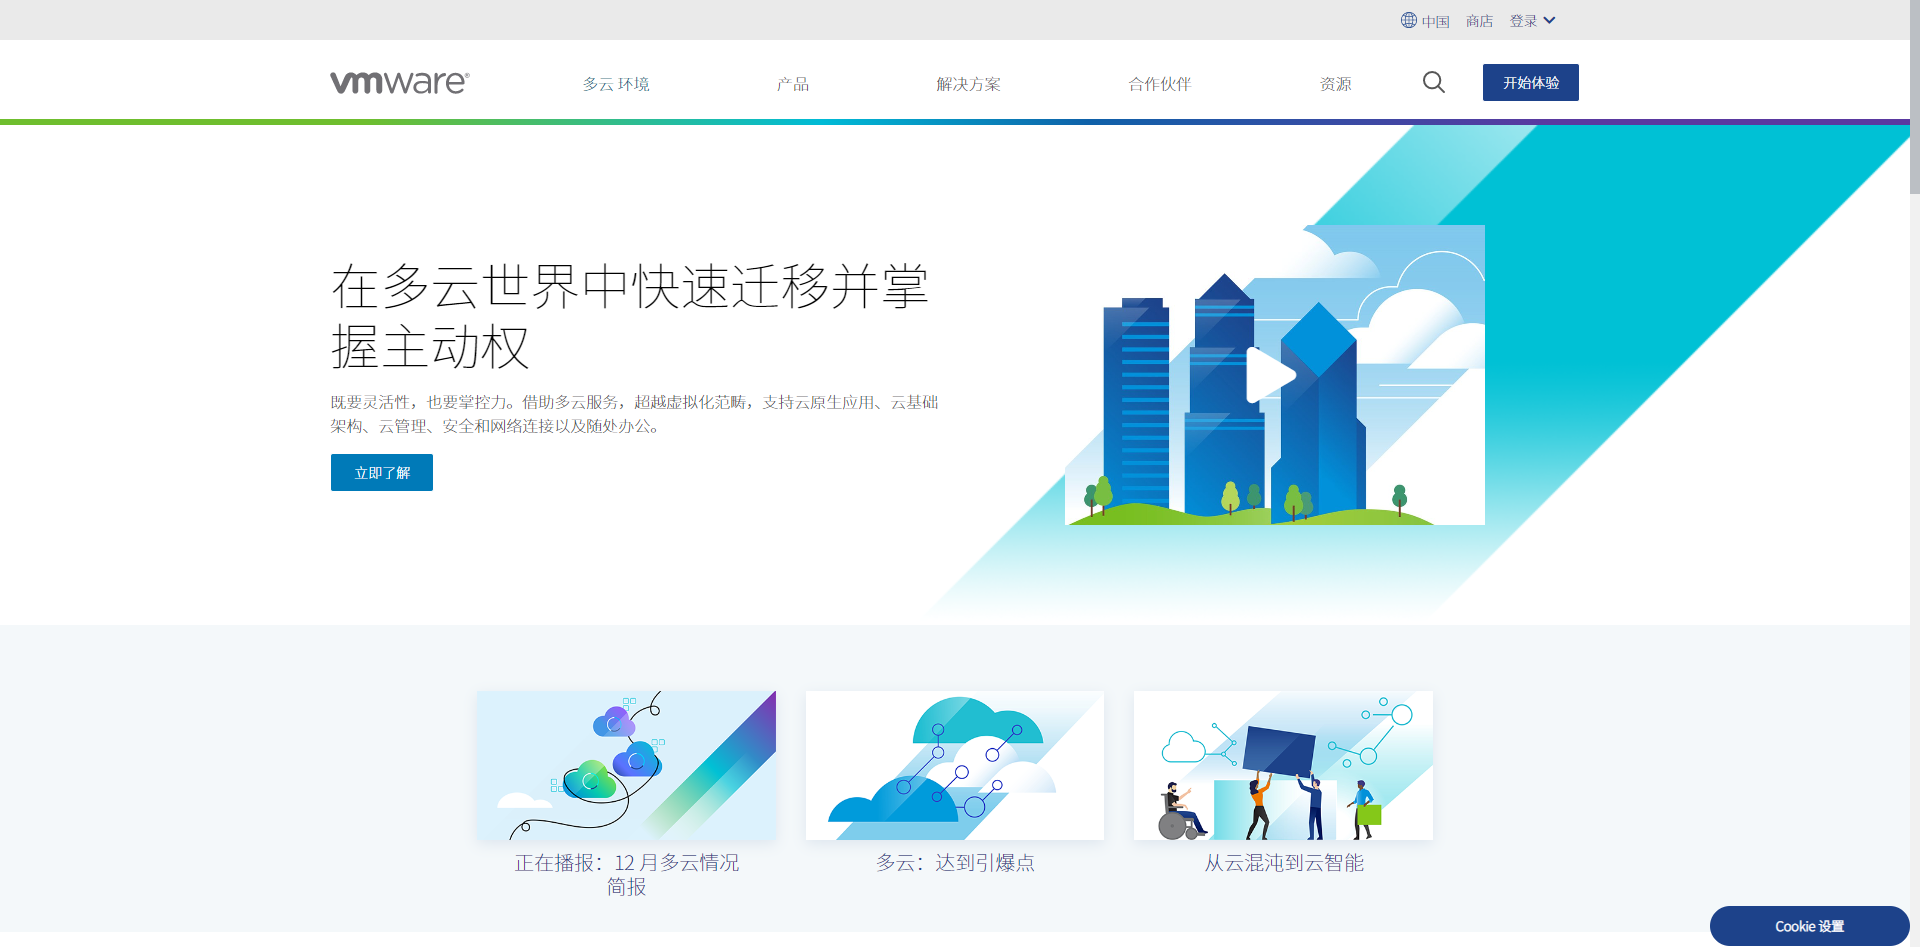 中国 商店 登录
vmware®
多云 环境 产品 解决方案 合作伙伴 资源 开始体验
在多云世界中快速迁移并掌
握主动权
既要灵活性，也要掌控力。借助多云服务，超越虚拟化范畴，支持云原生应用、云基础
架构、云管理、安全和网络连接以及随处办公。
立即了解
正在播报：12 月多云情况
简报
多云：达到引爆点
从云混沌到云智能
Cookie 设置